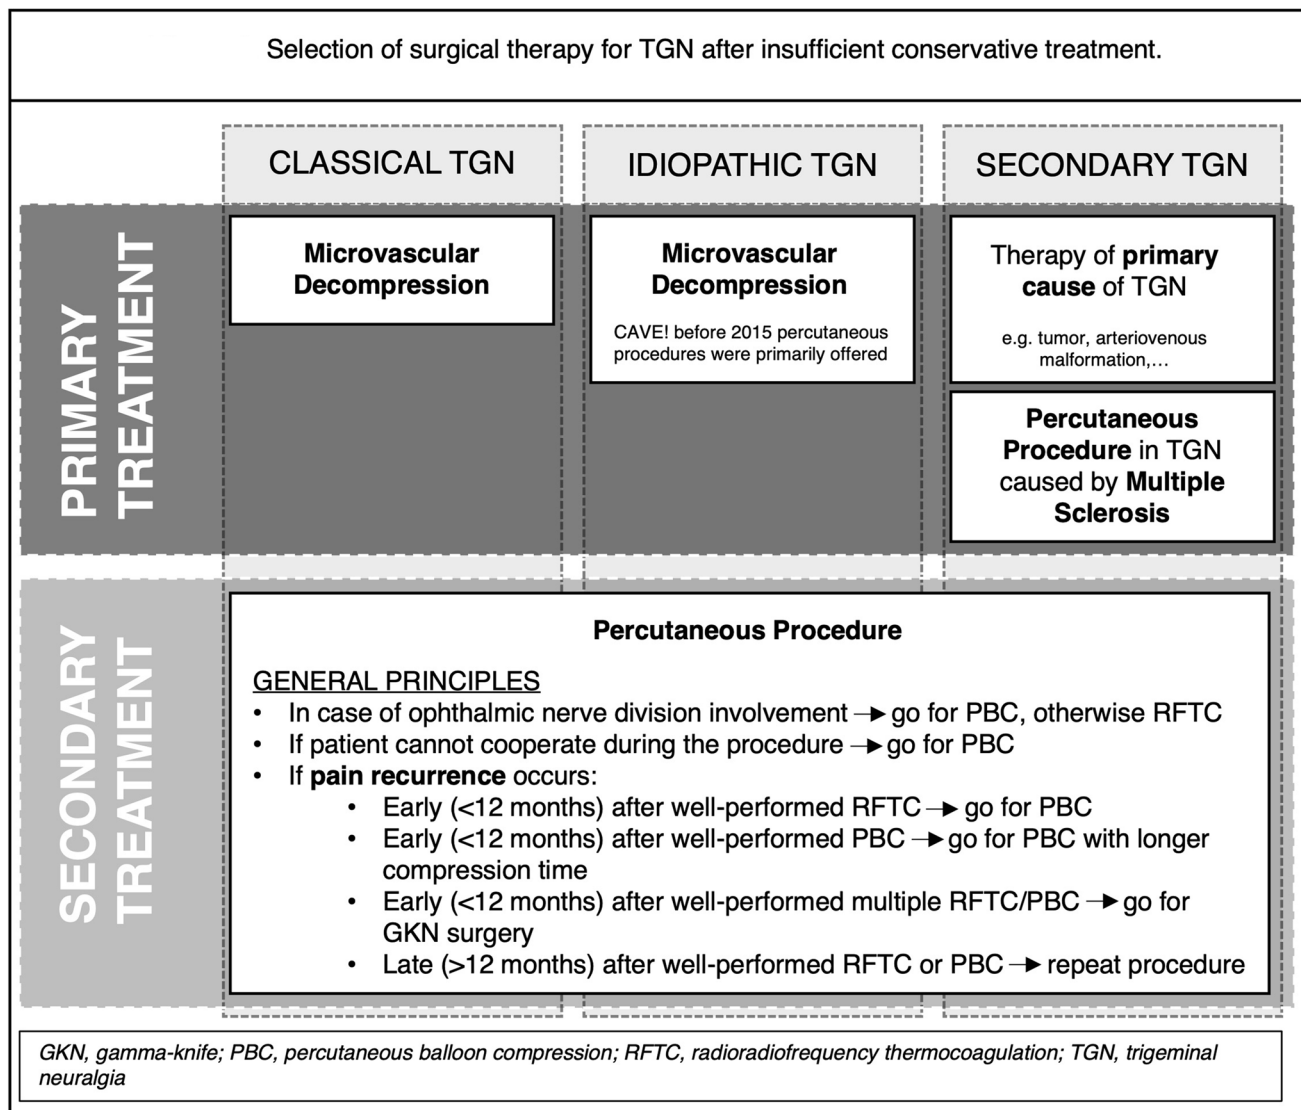 Selection of surgical therapy for TGN after insufficient conservative treatment.
CLASSICAL TGN
IDIOPATHIC TGN
SECONDARY TGN
PRIMARY
TREATMENT
Microvascular
Decompression
Microvascular
Decompression
CAVE! before 2015 percutaneous
procedures were primarily offered
Therapy of primary
cause of TGN
e.g. tumor, arteriovenous
malformation,...
Percutaneous
Procedure in TGN
caused by Multiple
Sclerosis
SECONDARY
TREATMENT
Percutaneous Procedure
GENERAL PRINCIPLES
• In case of ophthalmic nerve division involvement → go for PBC, otherwise RFTC
• If patient cannot cooperate during the procedure → go for PBC
• If pain recurrence occurs:
• Early (<12 months) after well-performed RFTC → go for PBC
• Early (<12 months) after well-performed PBC → go for PBC with longer
compression time
• Early (<12 months) after well-performed multiple RFTC/PBC → go for
GKN surgery
• Late (>12 months) after well-performed RFTC or PBC → repeat procedure
GKN, gamma-knife; PBC, percutaneous balloon compression; RFTC, radioradiofrequency thermocoagulation; TGN, trigeminal
neuralgia